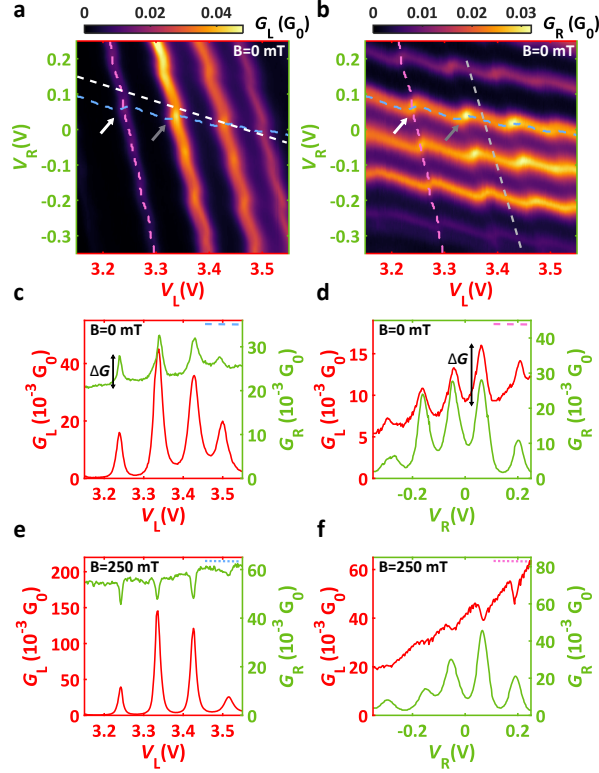 a
0 0.02 0.04 G_L (G_0)
B=0 mT
0.2
0.1
0
-0.1
-0.2
-0.3
V_R(V)
3.2 3.3 3.4 3.5
V_L(V)
b
0 0.01 0.02 0.03 G_R (G_0)
B=0 mT
0.2
0.1
0
-0.1
-0.2
-0.3
3.2 3.3 3.4 3.5
V_L(V)
c
B=0 mT
ΔG
40
20
0
G_L (10^-3 G_0)
30
20
10
0
G_R (10^-3 G_0)
3.2 3.3 3.4 3.5
V_L(V)
d
B=0 mT
ΔG
15
10
5
0
G_L (10^-3 G_0)
40
30
20
10
0
G_R (10^-3 G_0)
-0.2 0 0.2
V_R(V)
e
B=250 mT
200
150
100
50
0
G_L (10^-3 G_0)
60
40
20
0
G_R (10^-3 G_0)
3.2 3.3 3.4 3.5
V_L(V)
f
B=250 mT
60
40
20
0
G_L (10^-3 G_0)
80
60
40
20
0
G_R (10^-3 G_0)
-0.2 0 0.2
V_R(V)